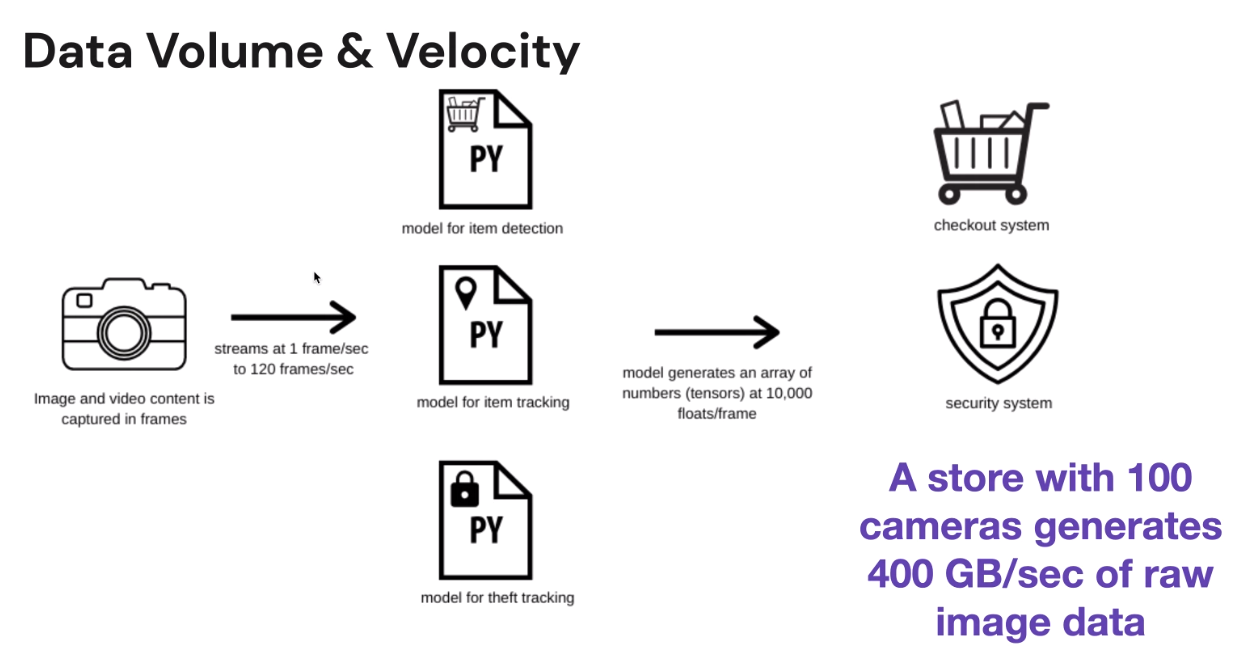 Data Volume & Velocity
PY
model for item detection
checkout system
Image and video content is
captured in frames
streams at 1 frame/sec
to 120 frames/sec
PY
model for item tracking
model generates an array of
numbers (tensors) at 10,000
floats/frame
security system
PY
model for theft tracking
A store with 100
cameras generates
400 GB/sec of raw
image data